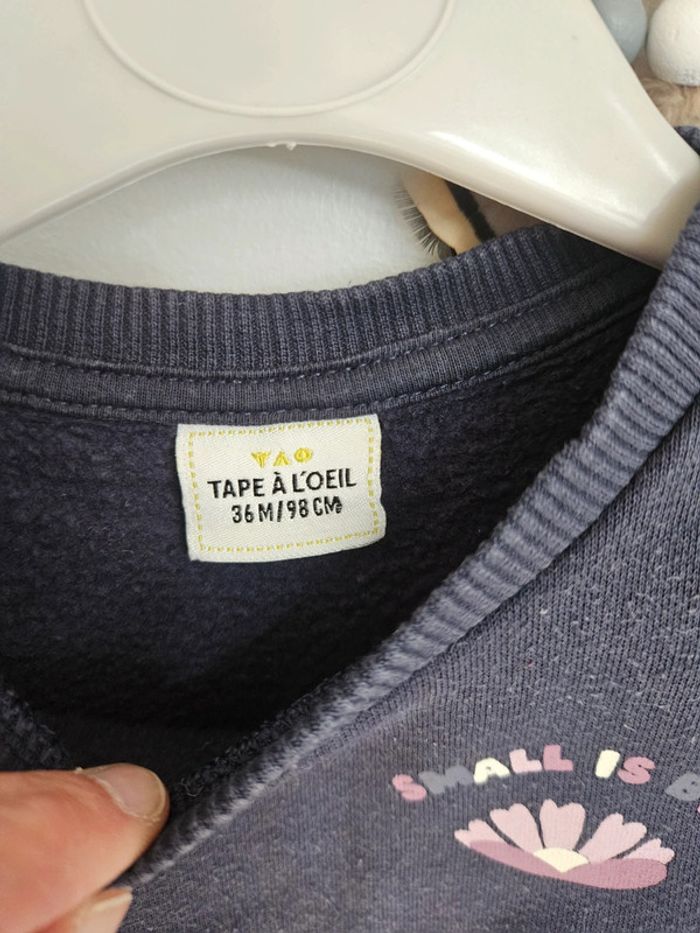 TAO
TAPE À L'OEIL
36M/98CM
SMALL IS